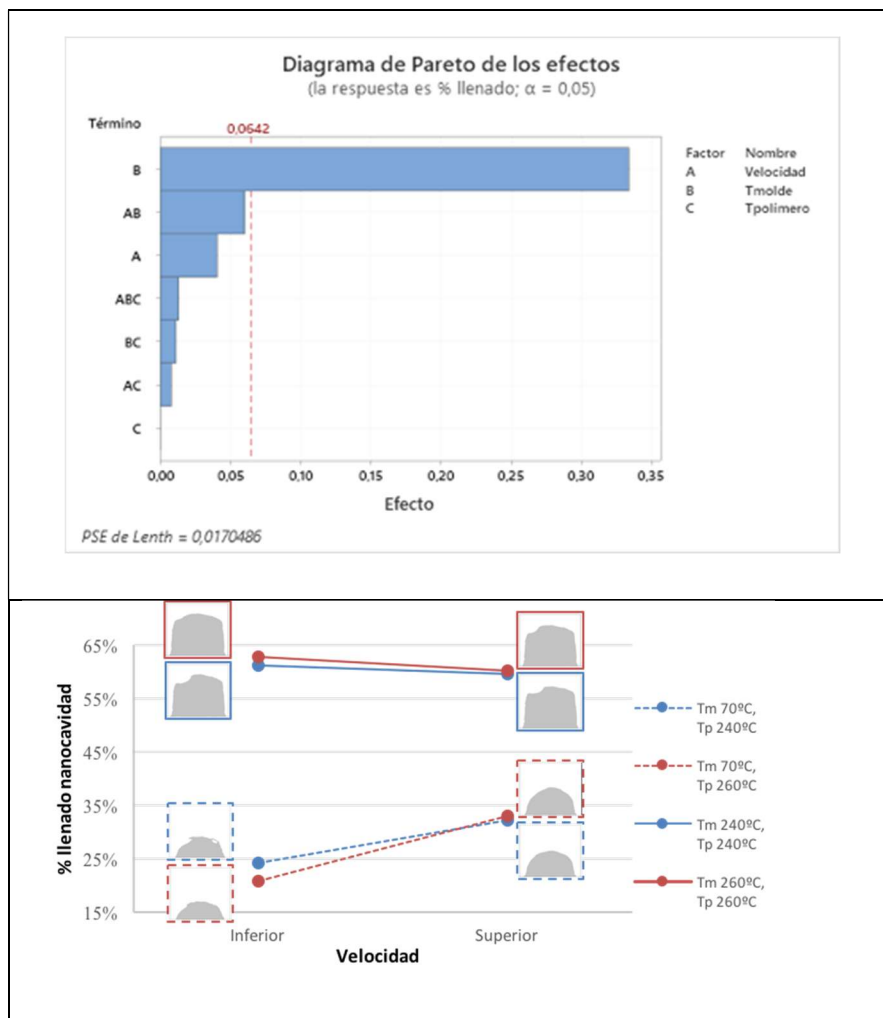 Diagrama de Pareto de los efectos
(la respuesta es % llenado; α = 0,05)
Término
0,0642
B
AB
A
ABC
BC
AC
C
0,00 0,05 0,10 0,15 0,20 0,25 0,30 0,35
Efecto
Factor Nombre
A Velocidad
B Tmolde
C Tpolimero
PSE de Lenth = 0,0170486
65%
55%
45%
35%
25%
15%
% llenado nanocavidad
Inferior Superior
Velocidad
Tm 70ºC,
Tp 240ºC
Tm 70ºC,
Tp 260ºC
Tm 240ºC,
Tp 240ºC
Tm 260ºC,
Tp 260ºC